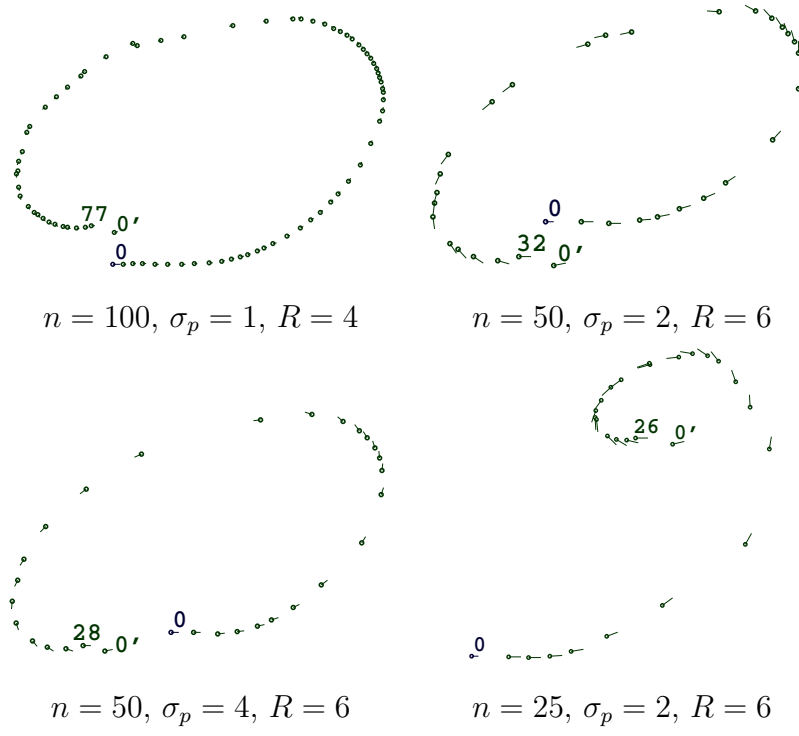 77 0′
0
0
32 0′
n = 100, σ_p = 1, R = 4
n = 50, σ_p = 2, R = 6
26 0′
0
28 0′
0
n = 50, σ_p = 4, R = 6
n = 25, σ_p = 2, R = 6